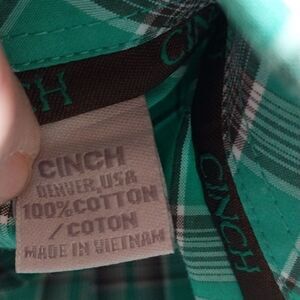 CINCH
CINCH
CINCH
DENVER, USA
100% COTTON
/ COTON
MADE IN VIETNAM